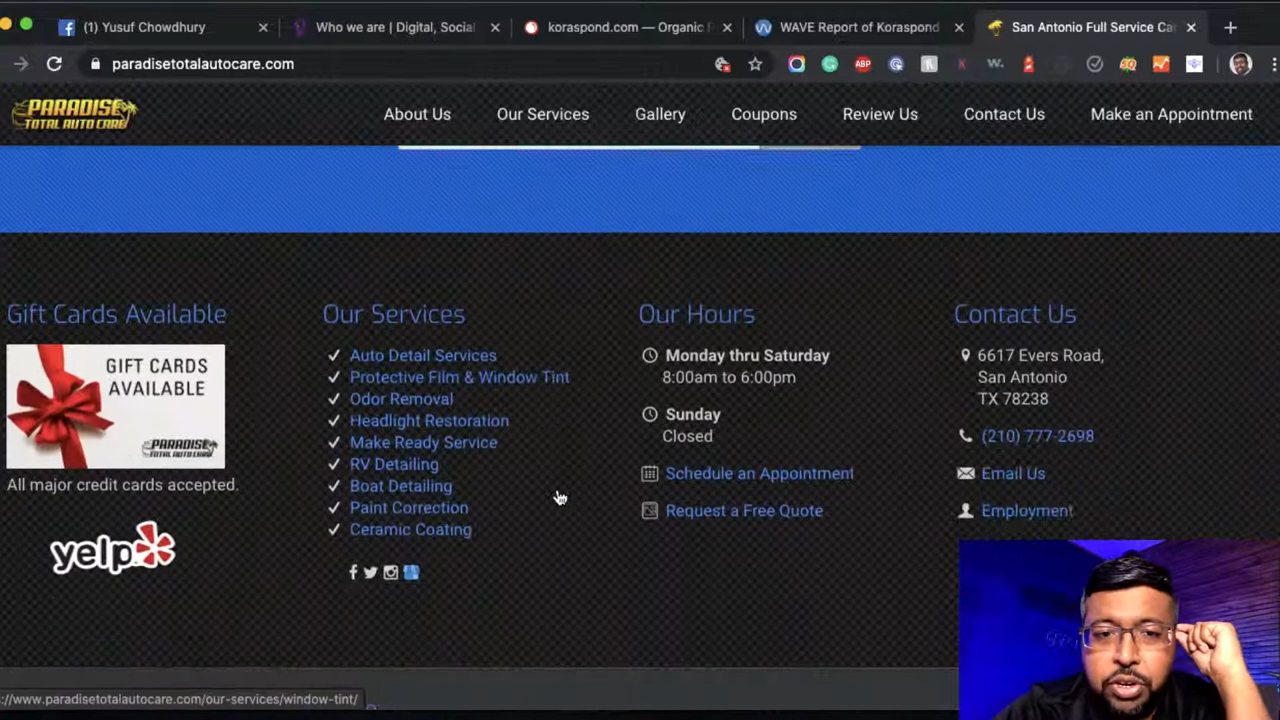 (1) Yusuf Chowdhury
Who we are | Digital, Social
koraspond.com — Organic
WAVE Report of Koraspond
San Antonio Full Service Ca
paradisetotalautocare.com
ABP
w.
PARADISE
TOTAL AUTO CARE
About Us
Our Services
Gallery
Coupons
Review Us
Contact Us
Make an Appointment
Gift Cards Available
GIFT CARDS
AVAILABLE
PARADISE
All major credit cards accepted.
yelp
Our Services
Auto Detail Services
Protective Film & Window Tint
Odor Removal
Headlight Restoration
Make Ready Service
RV Detailing
Boat Detailing
Paint Correction
Ceramic Coating
Our Hours
Monday thru Saturday
8:00am to 6:00pm
Sunday
Closed
Schedule an Appointment
Request a Free Quote
Contact Us
6617 Evers Road,
San Antonio
TX 78238
(210) 777-2698
Email Us
Employment
://www.paradisetotalautocare.com/our-services/window-tint/